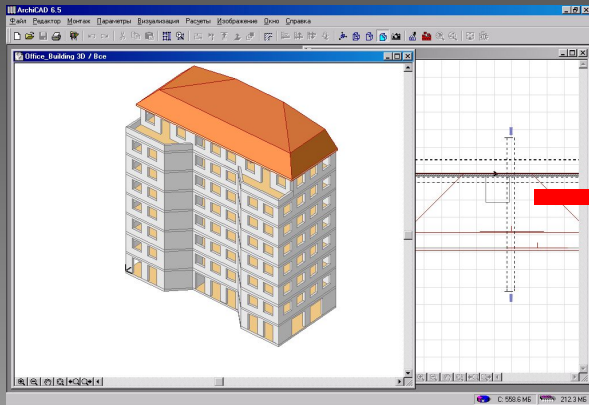 ArchiCAD 6.5
Файл Редактор Монтаж Параметры Визуализация Расчеты Изображение Окно Справка
Office_Building 3D / Все
C: 558.6 МБ 212.3 МБ